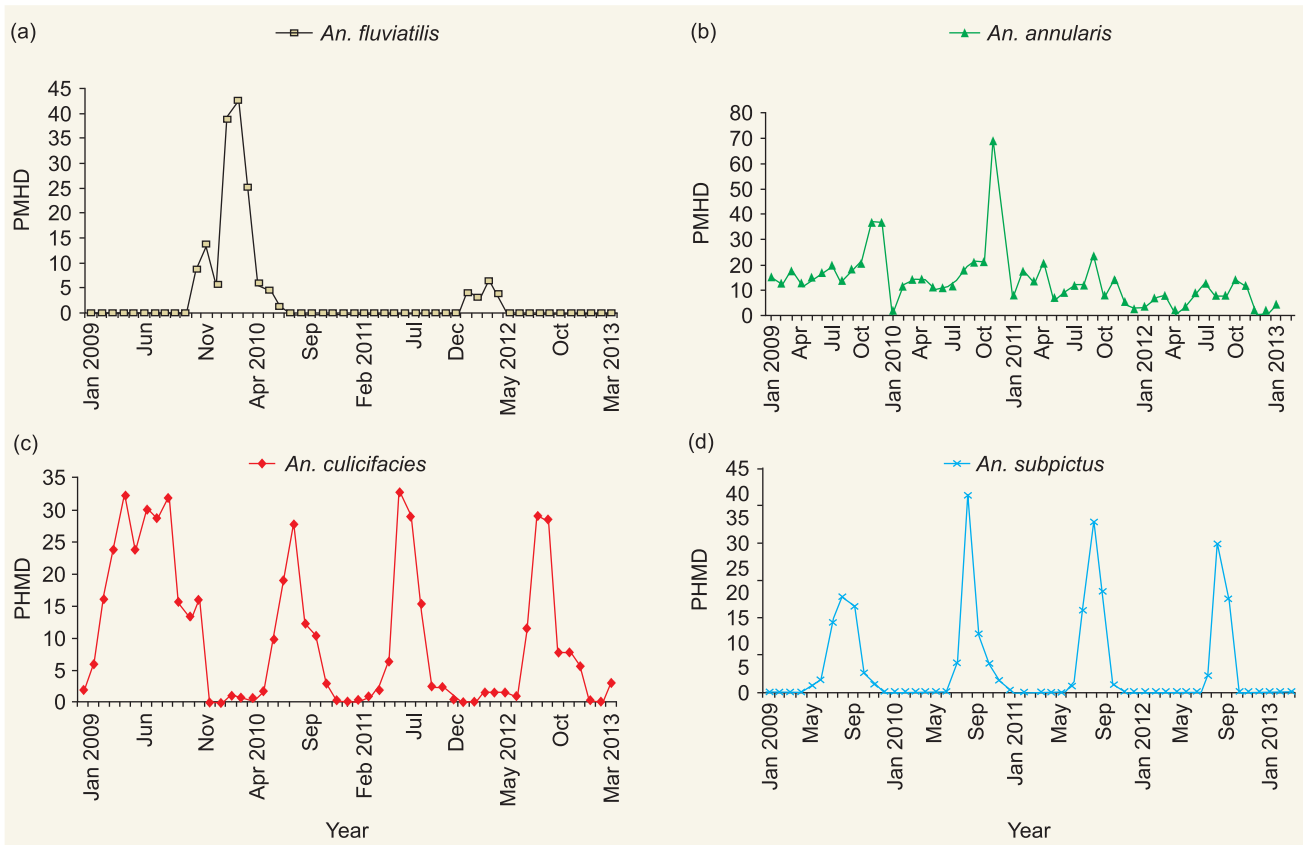 (a)
An. fluviatilis
PMHD
45
40
35
30
25
20
15
10
5
0
Jan 2009
Jun
Nov
Apr 2010
Sep
Feb 2011
Jul
Dec
May 2012
Oct
Mar 2013
(b)
An. annularis
PMHD
80
70
60
50
40
30
20
10
0
Jan 2009
Apr
Jul
Oct
Jan 2010
Apr
Jul
Oct
Jan 2011
Apr
Jul
Oct
Jan 2012
Apr
Jul
Oct
Jan 2013
(c)
An. culicifacies
PHMD
35
30
25
20
15
10
5
0
Jan 2009
Jun
Nov
Apr 2010
Sep
Feb 2011
Jul
Dec
May 2012
Oct
Mar 2013
Year
(d)
An. subpictus
PHMD
45
40
35
30
20
15
5
0
Jan 2009
May
Sep
Jan 2010
May
Sep
Jan 2011
May
Sep
Jan 2012
May
Sep
Jan 2013
Year